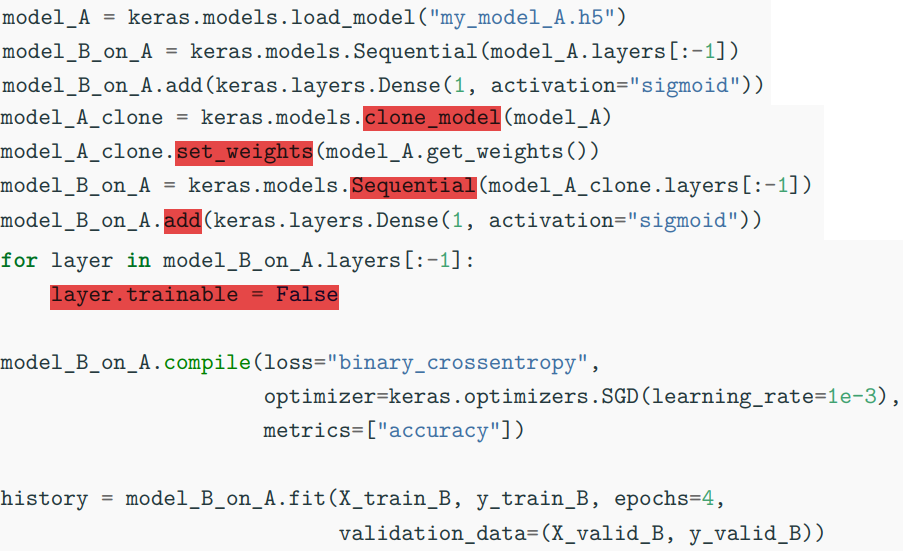 model_A = keras.models.load_model("my_model_A.h5")
model_B_on_A = keras.models.Sequential(model_A.layers[:-1])
model_B_on_A.add(keras.layers.Dense(1, activation="sigmoid"))
model_A_clone = keras.models.clone_model(model_A)
model_A_clone.set_weights(model_A.get_weights())
model_B_on_A = keras.models.Sequential(model_A_clone.layers[:-1])
model_B_on_A.add(keras.layers.Dense(1, activation="sigmoid"))
for layer in model_B_on_A.layers[:-1]:
    layer.trainable = False
model_B_on_A.compile(loss="binary_crossentropy",
                     optimizer=keras.optimizers.SGD(learning_rate=1e-3),
                     metrics=["accuracy"])
history = model_B_on_A.fit(X_train_B, y_train_B, epochs=4,
                           validation_data=(X_valid_B, y_valid_B))